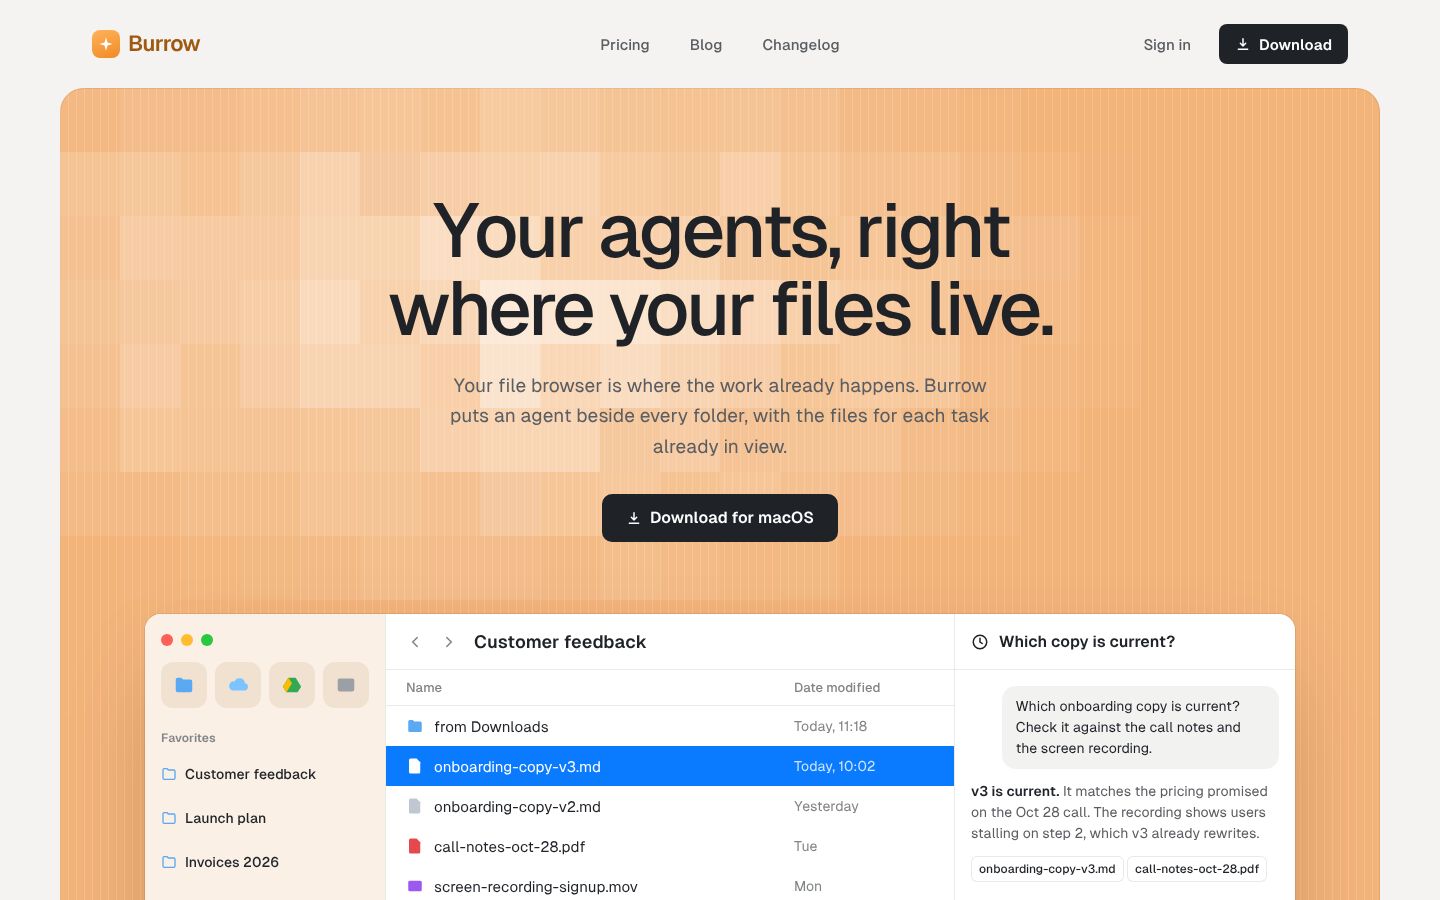 Burrow
Pricing
Blog
Changelog
Sign in
Download
Your agents, right
where your files live.
Your file browser is where the work already happens. Burrow
puts an agent beside every folder, with the files for each task
already in view.
Download for macOS
Favorites
Customer feedback
Launch plan
Invoices 2026
Customer feedback
Name
Date modified
from Downloads
Today, 11:18
onboarding-copy-v3.md
Today, 10:02
onboarding-copy-v2.md
Yesterday
call-notes-oct-28.pdf
Tue
screen-recording-signup.mov
Mon
Which copy is current?
Which onboarding copy is current?
Check it against the call notes and
the screen recording.
v3 is current. It matches the pricing promised
on the Oct 28 call. The recording shows users
stalling on step 2, which v3 already rewrites.
onboarding-copy-v3.md
call-notes-oct-28.pdf